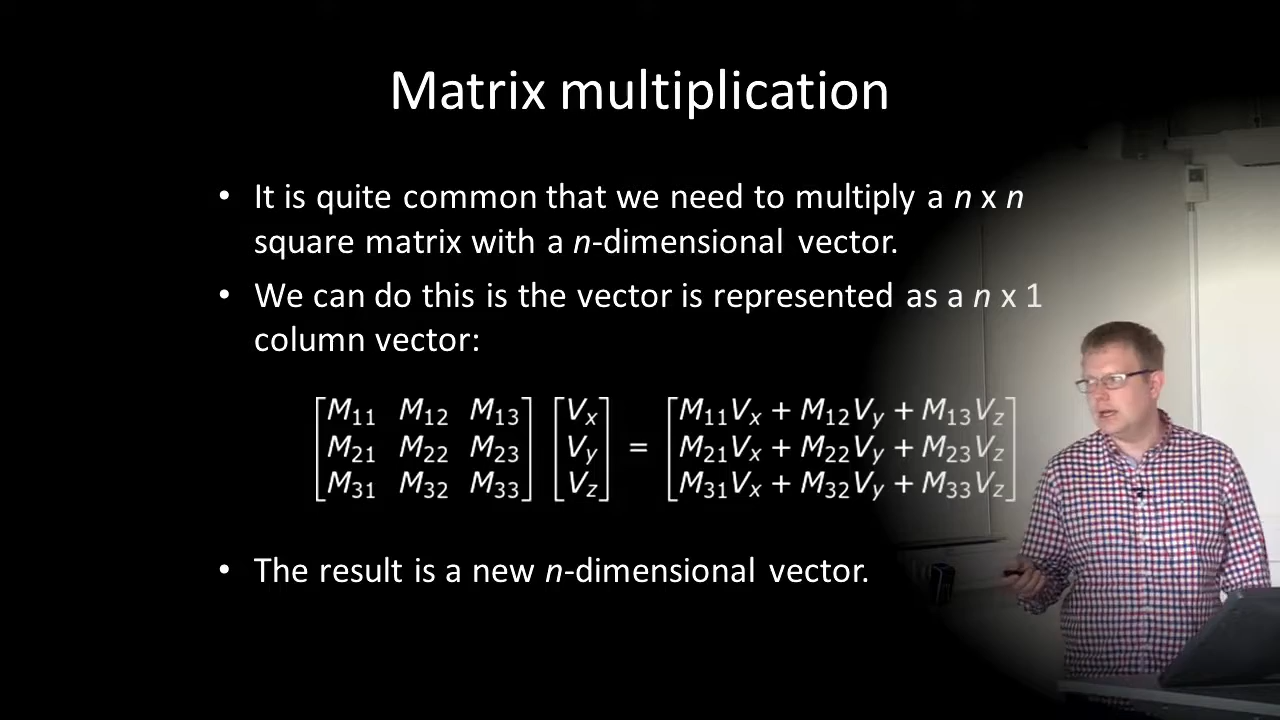 Matrix multiplication
• It is quite common that we need to multiply a n x n
square matrix with a n-dimensional vector.
• We can do this is the vector is represented as a n x 1
column vector:
[M11 M12 M13] [Vx] [M11Vx + M12Vy + M13Vz]
[M21 M22 M23] [Vy] = [M21Vx + M22Vy + M23Vz]
[M31 M32 M33] [Vz] [M31Vx + M32Vy + M33Vz]
• The result is a new n-dimensional vector.